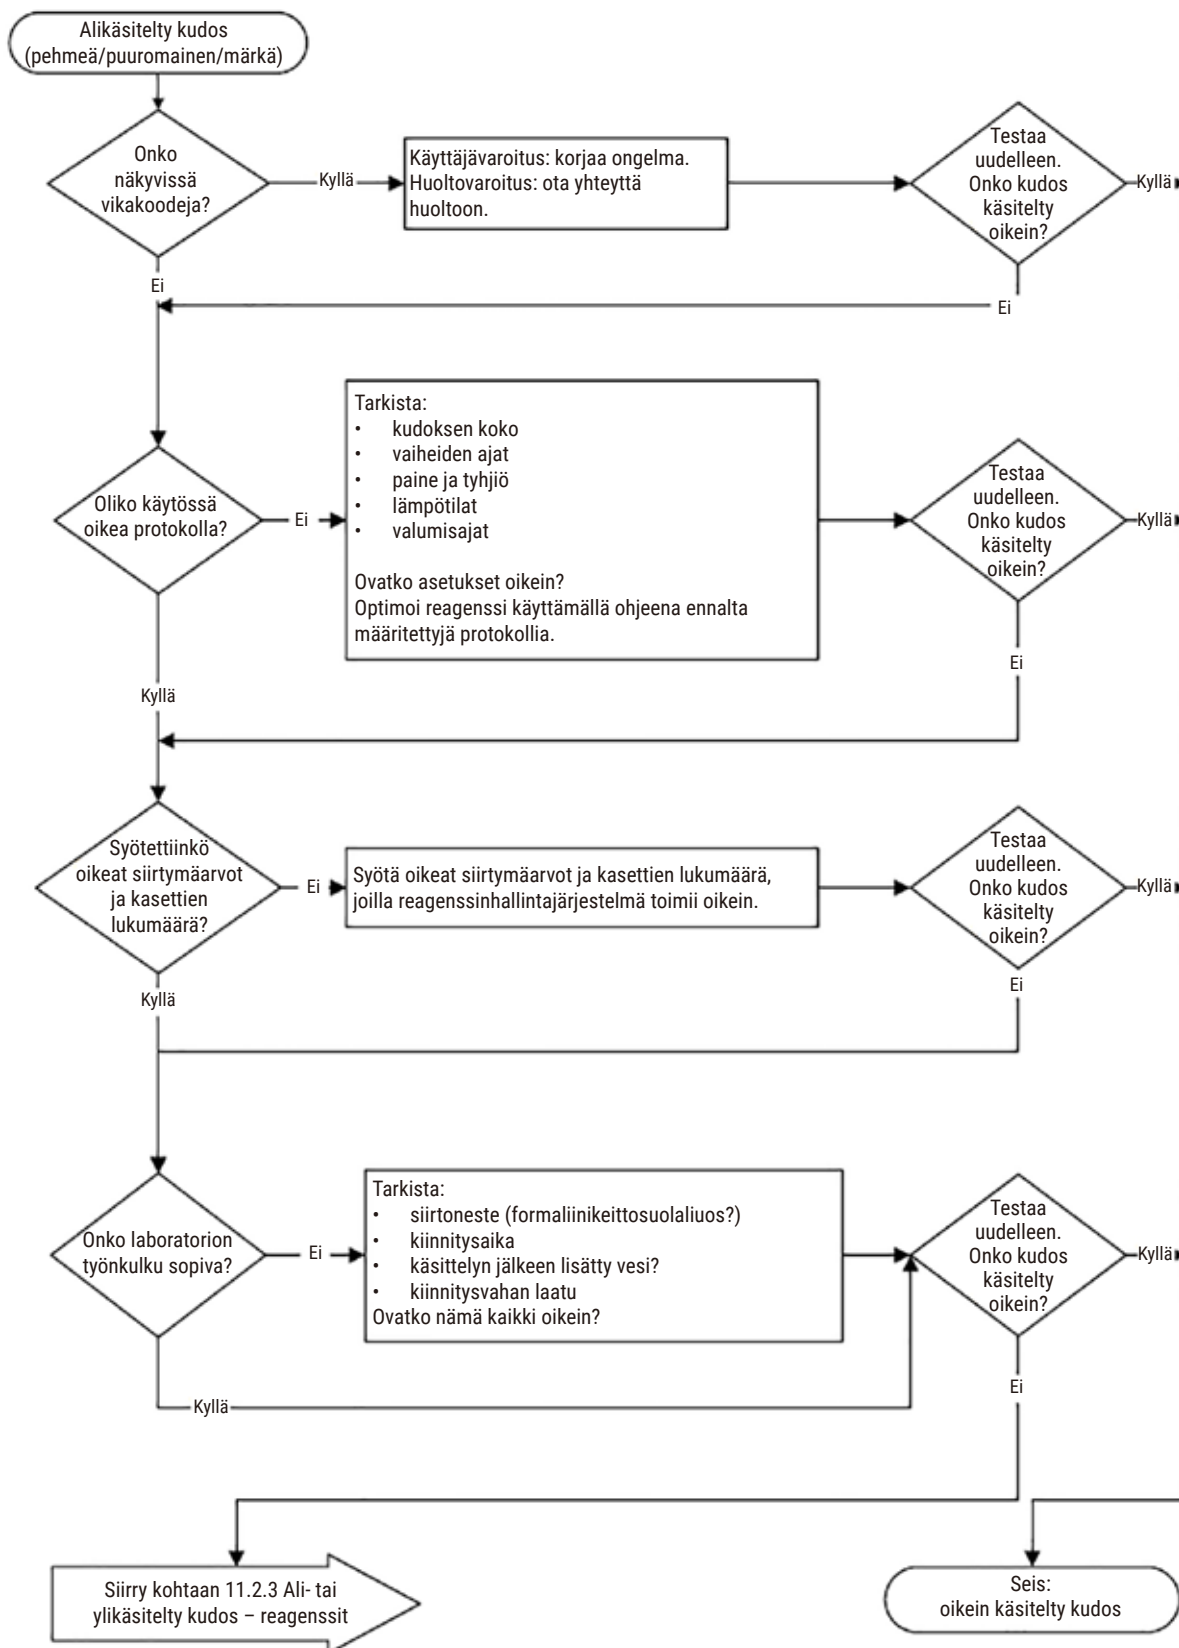 Alikäsitelty kudos
(pehmeä/puuromainen/märkä)
Onko
näkyvissä
vikakoodeja?
Kyllä
Käyttäjävaroitus: korjaa ongelma.
Huoltovaroitus: ota yhteyttä
huoltoon.
Testaa
uudelleen.
Onko kudos
käsitelty
oikein?
Kyllä
Ei
Ei
Oliko käytössä
oikea protokolla?
Ei
Tarkista:
• kudoksen koko
• vaiheiden ajat
• paine ja tyhjiö
• lämpötilat
• valumisajat
Ovatko asetukset oikein?
Optimoi reagenssi käyttämällä ohjeena ennalta
määritettyjä protokollia.
Testaa
uudelleen.
Onko kudos
käsitelty
oikein?
Kyllä
Ei
Kyllä
Syötettiinkö
oikeat siirtymäarvot
ja kasettien
lukumäärä?
Ei
Syötä oikeat siirtymäarvot ja kasettien lukumäärä,
joilla reagenssinhallintajärjestelmä toimii oikein.
Testaa
uudelleen.
Onko kudos
käsitelty
oikein?
Kyllä
Ei
Kyllä
Onko laboratorion
työnkulku sopiva?
Ei
Tarkista:
• siirtoneste (formaliinikeittosuolaliuos?)
• kiinnitysaika
• käsittelyn jälkeen lisätty vesi?
• kiinnitysvahan laatu
Ovatko nämä kaikki oikein?
Testaa
uudelleen.
Onko kudos
käsitelty
oikein?
Kyllä
Ei
Kyllä
Siirry kohtaan 11.2.3 Ali- tai
ylikäsitelty kudos – reagenssit
Seis:
oikein käsitelty kudos